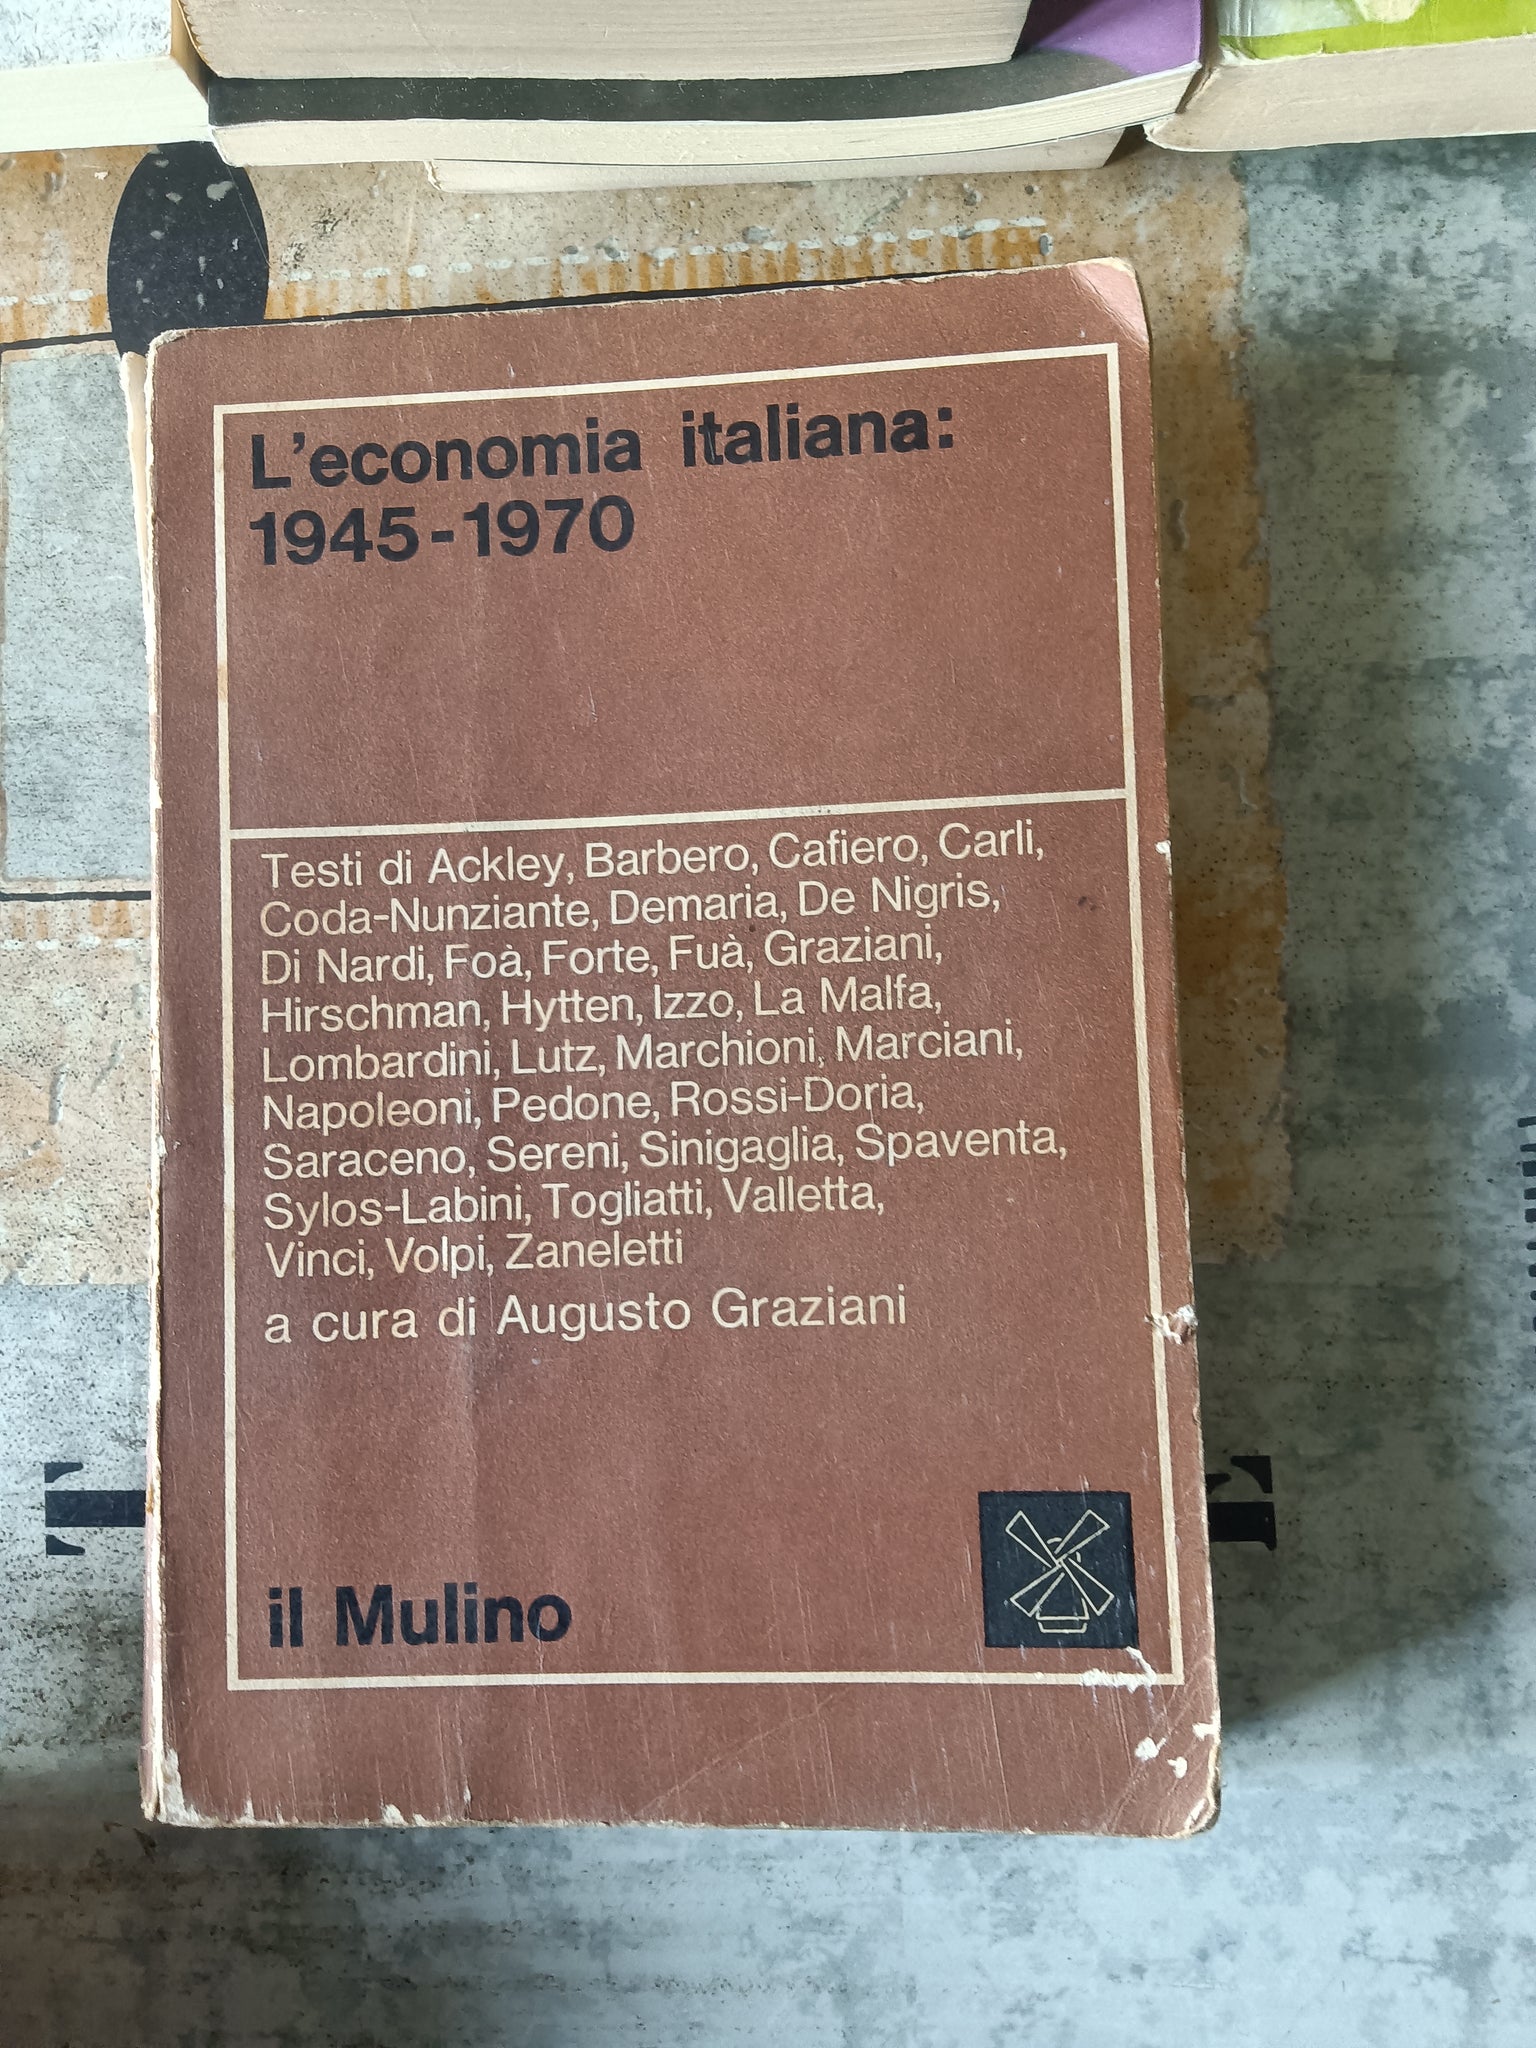 L'economia italiana:
1945-1970
Testi di Ackley, Barbero, Cafiero, Carli,
Coda-Nunziante, Demaria, De Nigris,
Di Nardi, Foà, Forte, Fuà, Graziani,
Hirschman, Hytten, Izzo, La Malfa,
Lombardini, Lutz, Marchioni, Marciani,
Napoleoni, Pedone, Rossi-Doria,
Saraceno, Sereni, Sinigaglia, Spaventa,
Sylos-Labini, Togliatti, Valletta,
Vinci, Volpi, Zaneletti
a cura di Augusto Graziani
il Mulino